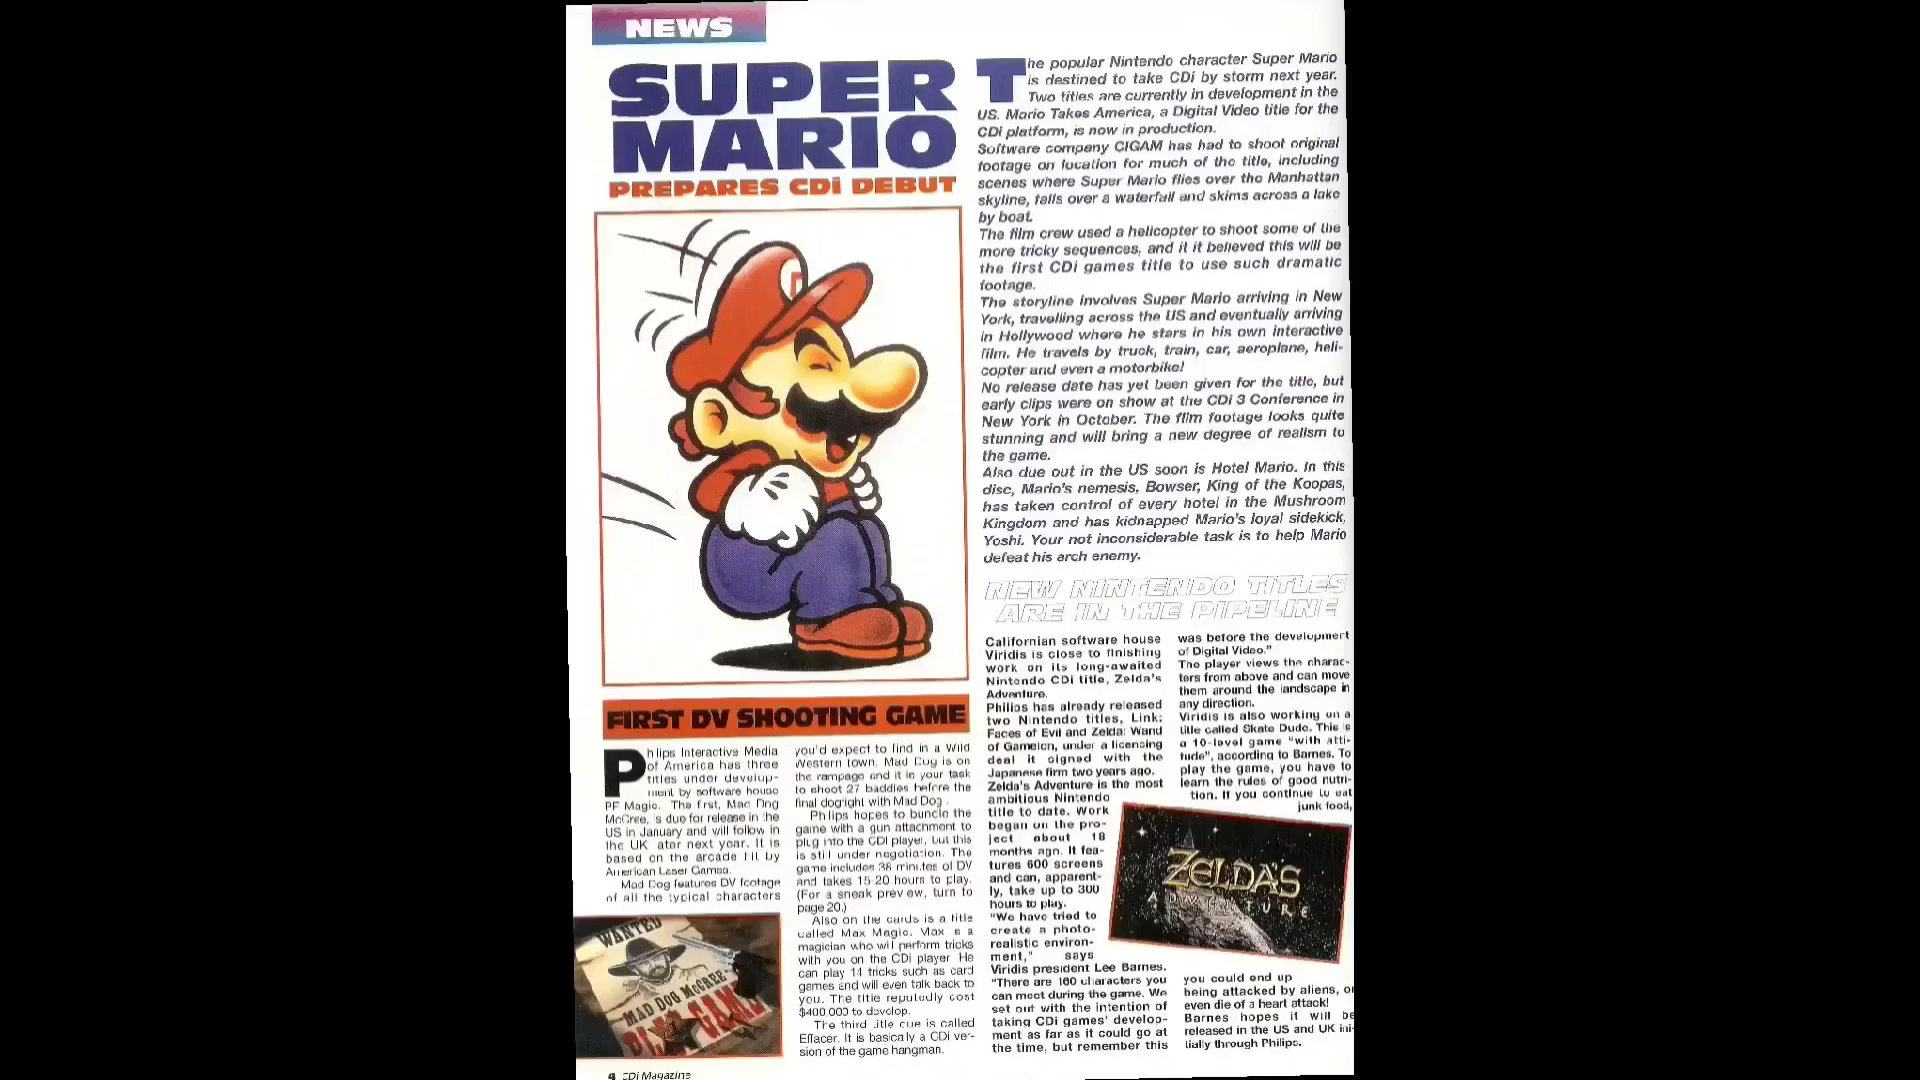 NEWS
SUPER
MARIO
PREPARES CDi DEBUT
The popular Nintendo character Super Mario
is destined to take CDi by storm next year.
Two titles are currently in development in the
US. Mario Takes America, a Digital Video title for the
CDi platform, is now in production.
Software company CIGAM has had to shoot original
footage on location for much of the title, including
scenes where Super Mario flies over the Manhattan
skyline, falls over a waterfall and skims across a lake
by boat.
The film crew used a helicopter to shoot some of the
more tricky sequences, and it it believed this will be
the first CDi games title to use such dramatic
footage.
The storyline involves Super Mario arriving in New
York, travelling across the US and eventually arriving
in Hollywood where he stars in his own interactive
film. He travels by truck, train, car, aeroplane, heli-
copter and even a motorbike!
No release date has yet been given for the title, but
early clips were on show at the CDi 3 Conference in
New York in October. The film footage looks quite
stunning and will bring a new degree of realism to
the game.
Also due out in the US soon is Hotel Mario. In this
disc, Mario's nemesis, Bowser, King of the Koopas,
has taken control of every hotel in the Mushroom
Kingdom and has kidnapped Mario's loyal sidekick,
Yoshi. Your not inconsiderable task is to help Mario
defeat his arch enemy.
FIRST DV SHOOTING GAME
Philips Interactive Media
of America has three
titles under develop-
ment by software house
PF Magic. The first, Mad Dog
McCree, is due for release in the
US in January and will follow in
the UK later next year. It is
based on the arcade hit by
American Laser Games.
Mad Dog features DV footage
of all the typical characters
you'd expect to find in a Wild
Western town. Mad Dog is on
the rampage and it is your task
to shoot 27 baddies before the
final dogfight with Mad Dog.
Philips hopes to bundle the
game with a gun attachment to
plug into the CDi player, but this
is still under negotiation. The
game includes 38 minutes of DV
and takes 15-20 hours to play.
(For a sneak preview, turn to
page 20.)
Also on the cards is a title
called Max Magic. Max is a
magician who will perform tricks
with you on the CDi player. He
can play 14 tricks such as card
games and will even talk back to
you. The title reputedly cost
$400,000 to develop.
The third title due is called
Effacer. It is basically a CDi ver-
sion of the game hangman.
WANTED
MAD DOG McCREE
GAME
NEW NINTENDO TITLES
ARE IN THE PIPELINE
Californian software house
Viridis is close to finishing
work on its long-awaited
Nintendo CDi title, Zelda's
Adventure.
Philips has already released
two Nintendo titles, Link:
Faces of Evil and Zelda: Wand
of Gamelon, under a licensing
deal it signed with the
Japanese firm two years ago.
Zelda's Adventure is the most
ambitious Nintendo
title to date. Work
began on the pro-
ject about 18
months ago. It fea-
tures 600 screens
and can, apparent-
ly, take up to 300
hours to play.
"We have tried to
create a photo-
realistic environ-
ment," says
Viridis president Lee Barnes.
"There are 160 characters you
can meet during the game. We
set out with the intention of
taking CDi games' develop-
ment as far as it could go at
the time, but remember this
was before the development
of Digital Video."
The player views the charac-
ters from above and can move
them around the landscape in
any direction.
Viridis is also working on a
title called Skate Dude. This is
a 10-level game "with atti-
tude", according to Barnes. To
play the game, you have to
learn the rules of good nutri-
tion. If you continue to eat
junk food,
ZELDA'S
ADVENTURE
you could end up
being attacked by aliens, or
even die of a heart attack!
Barnes hopes it will be
released in the US and UK ini-
tially through Philips.
4 CDi Magazine